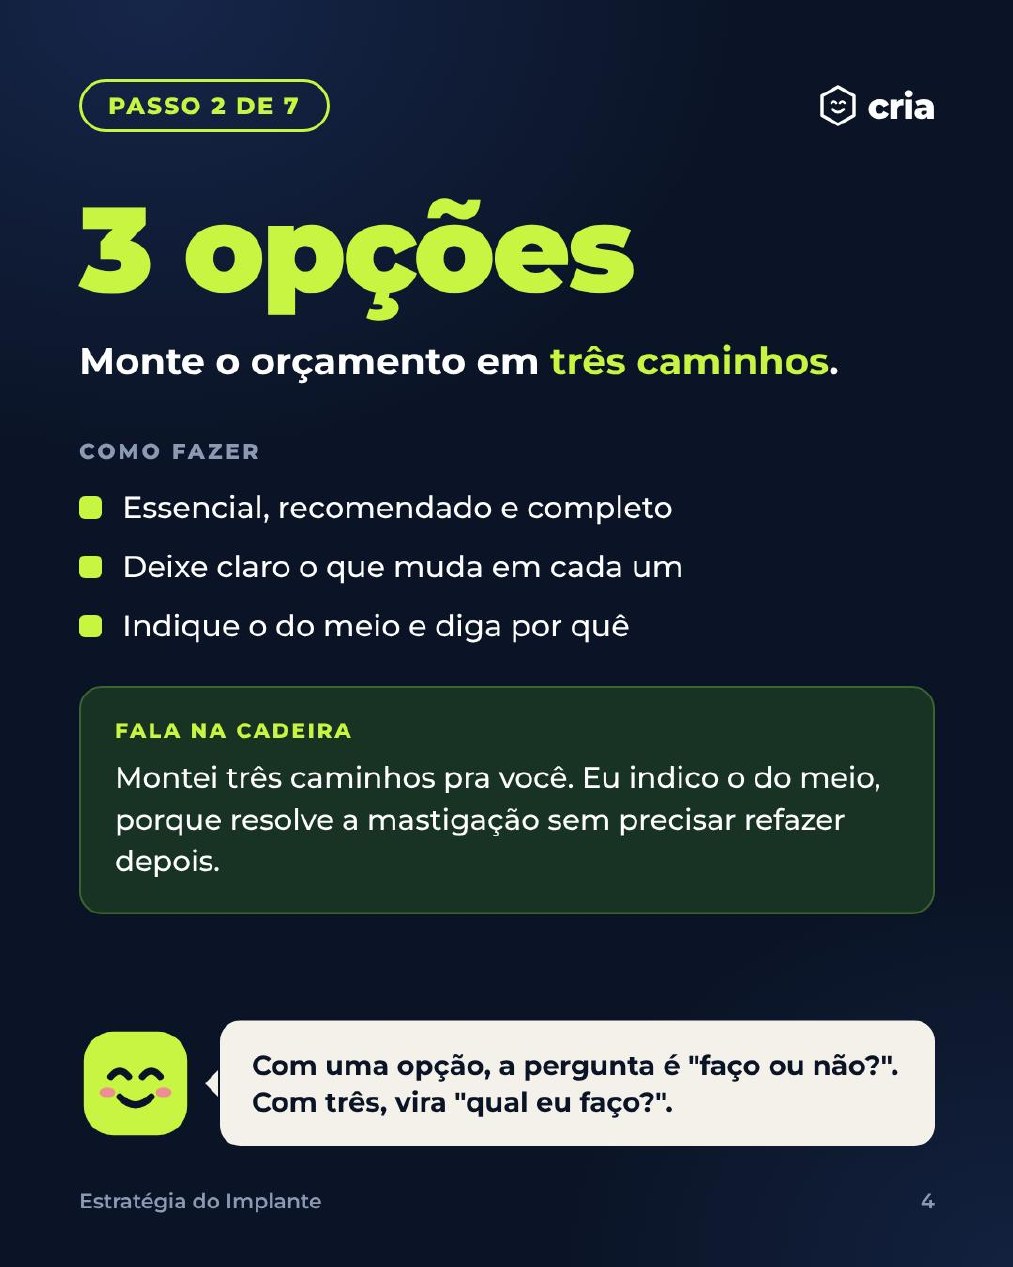 PASSO 2 DE 7
cria
3 opções
Monte o orçamento em três caminhos.
COMO FAZER
Essencial, recomendado e completo
Deixe claro o que muda em cada um
Indique o do meio e diga por quê
FALA NA CADEIRA
Montei três caminhos pra você. Eu indico o do meio,
porque resolve a mastigação sem precisar refazer
depois.
Com uma opção, a pergunta é "faço ou não?".
Com três, vira "qual eu faço?".
Estratégia do Implante
4